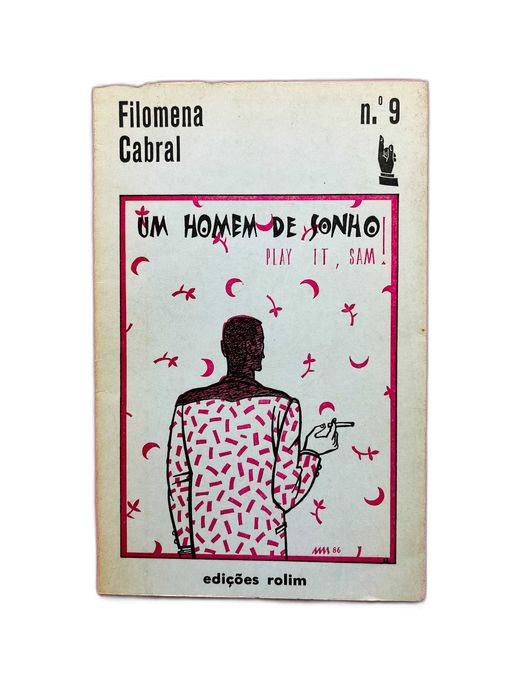 Filomena
Cabral
n.º 9
UM HOMEM DE SONHO!
PLAY IT, SAM!
86
edições rolim